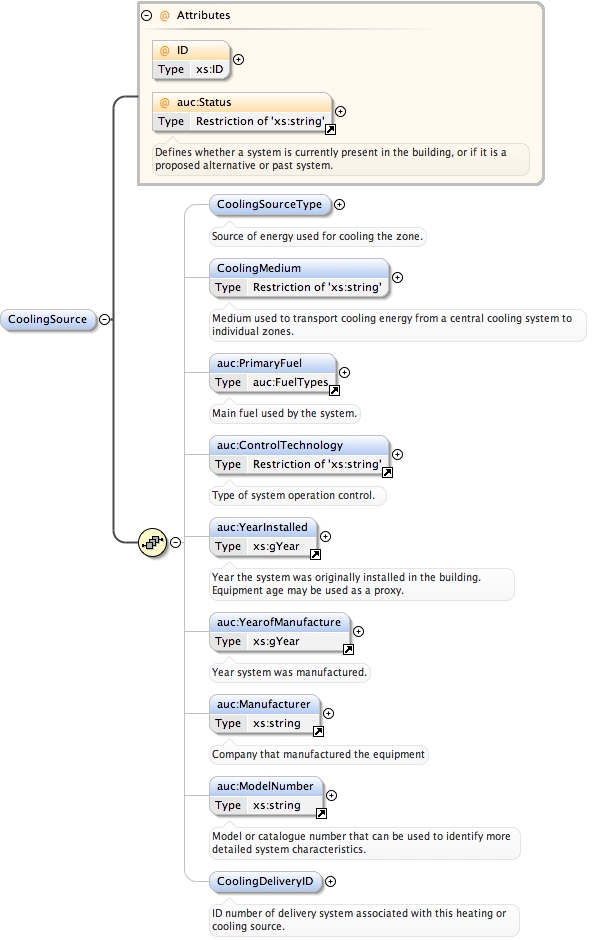 @ Attributes
@ ID
Type xs:ID
@ auc:Status
Type Restriction of 'xs:string'
Defines whether a system is currently present in the building, or if it is a
proposed alternative or past system.
CoolingSource
CoolingSourceType
Source of energy used for cooling the zone.
CoolingMedium
Type Restriction of 'xs:string'
Medium used to transport cooling energy from a central cooling system to
individual zones.
auc:PrimaryFuel
Type auc:FuelTypes
Main fuel used by the system.
auc:ControlTechnology
Type Restriction of 'xs:string'
Type of system operation control.
auc:YearInstalled
Type xs:gYear
Year the system was originally installed in the building.
Equipment age may be used as a proxy.
auc:YearofManufacture
Type xs:gYear
Year system was manufactured.
auc:Manufacturer
Type xs:string
Company that manufactured the equipment
auc:ModelNumber
Type xs:string
Model or catalogue number that can be used to identify more
detailed system characteristics.
CoolingDeliveryID
ID number of delivery system associated with this heating or
cooling source.